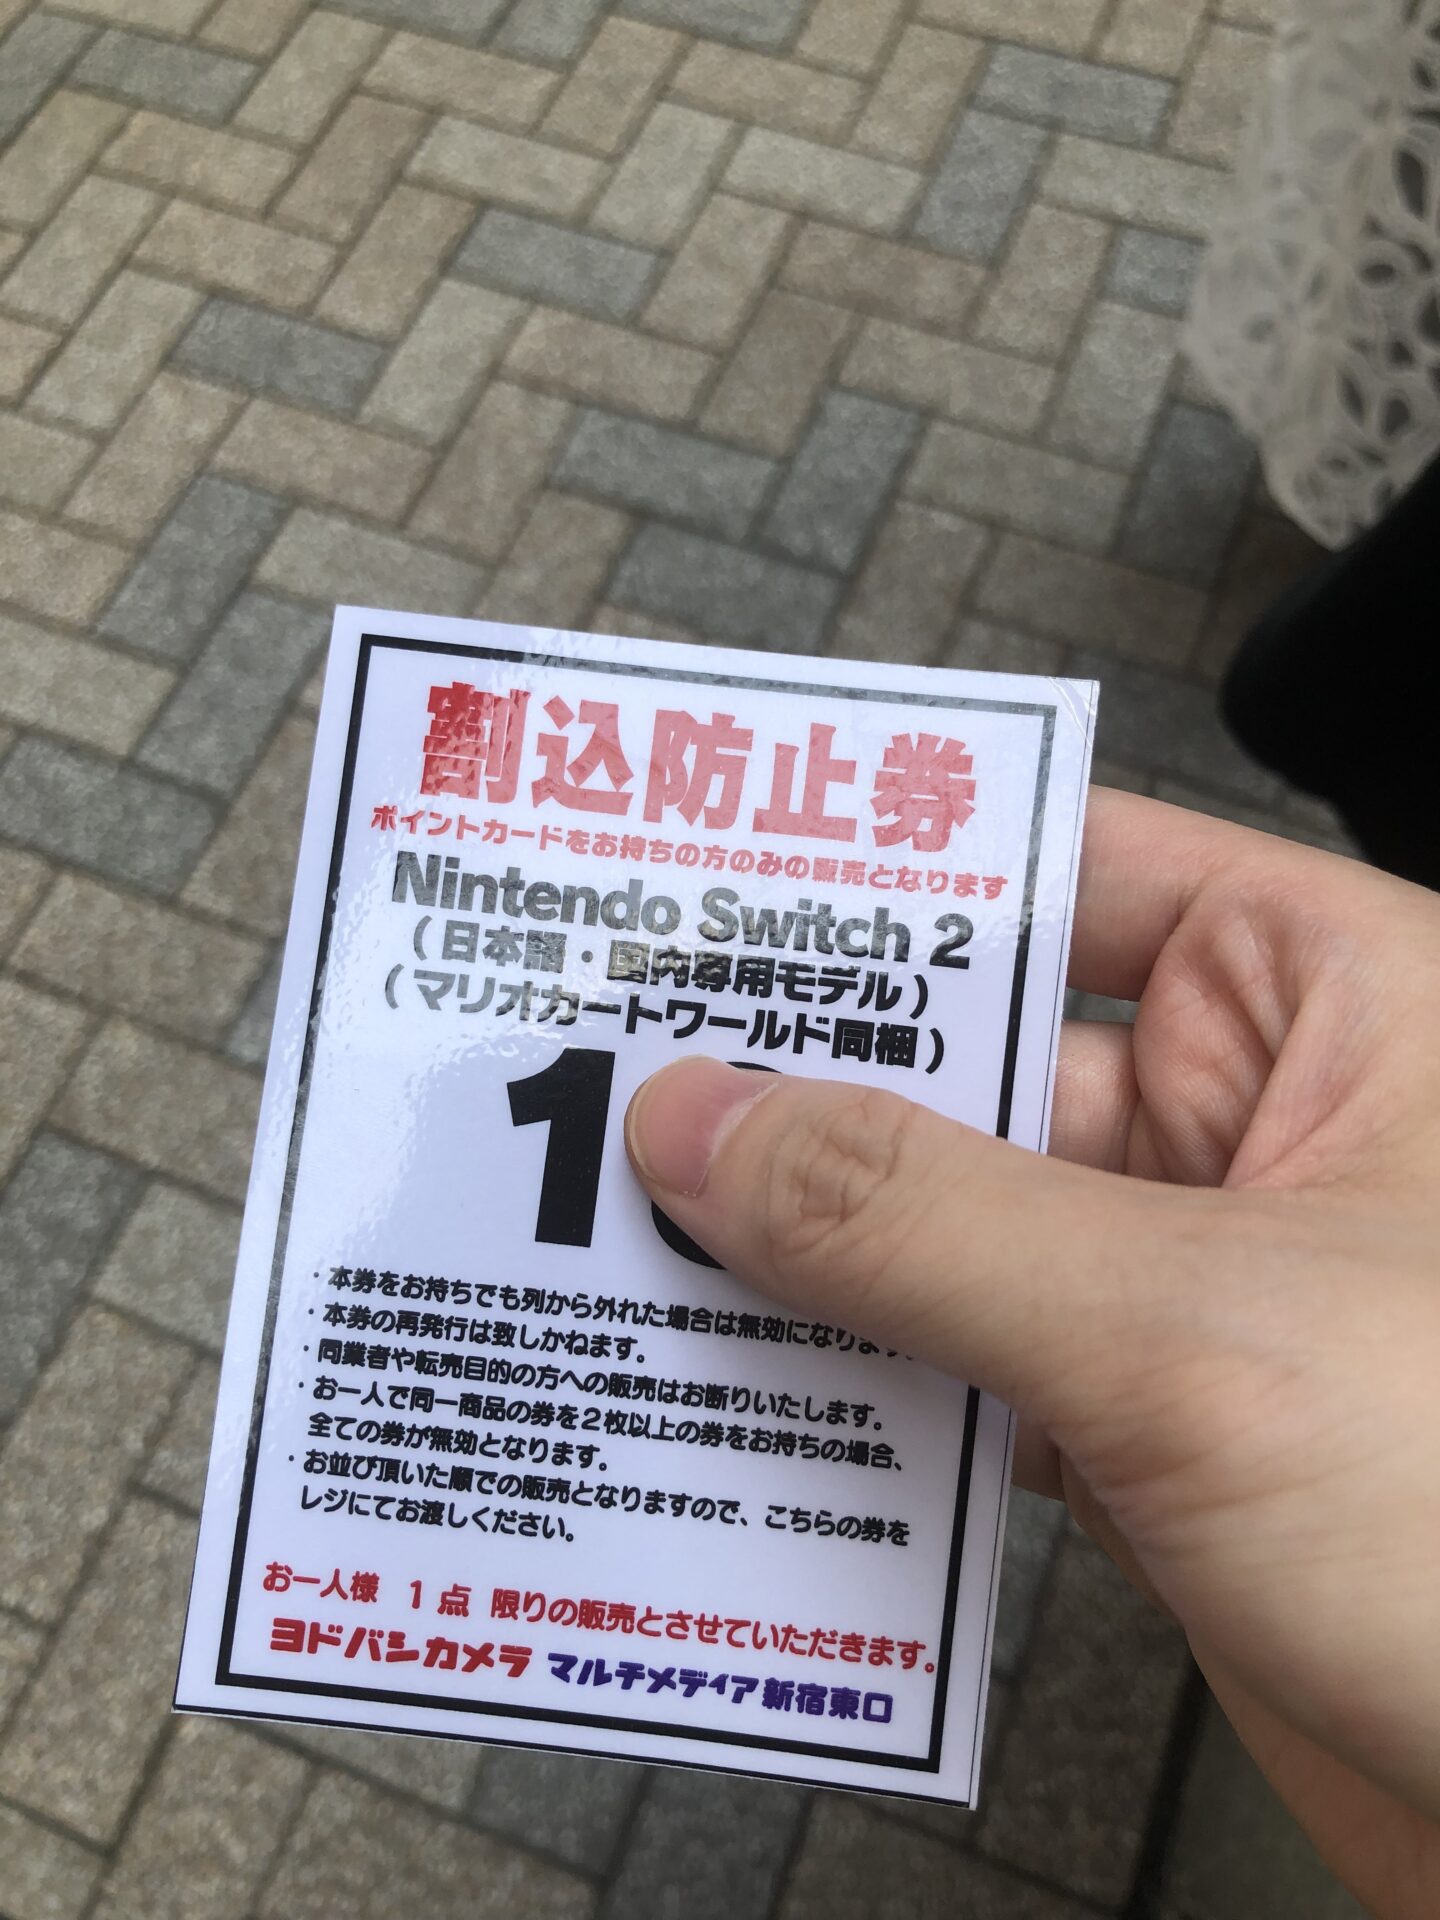 割込防止券
ポイントカードをお持ちの方のみの販売となります
Nintendo Switch 2
(日本語・国内専用モデル)
(マリオカートワールド同梱)
1
・本券をお持ちでも列から外れた場合は無効になります。
・本券の再発行は致しかねます。
・同業者や転売目的の方への販売はお断りいたします。
・お一人で同一商品の券を2枚以上の券をお持ちの場合、
全ての券が無効となります。
・お並び頂いた順での販売となりますので、こちらの券を
レジにてお渡しください。
お一人様 1点 限りの販売とさせていただきます。
ヨドバシカメラ マルチメディア新宿東口